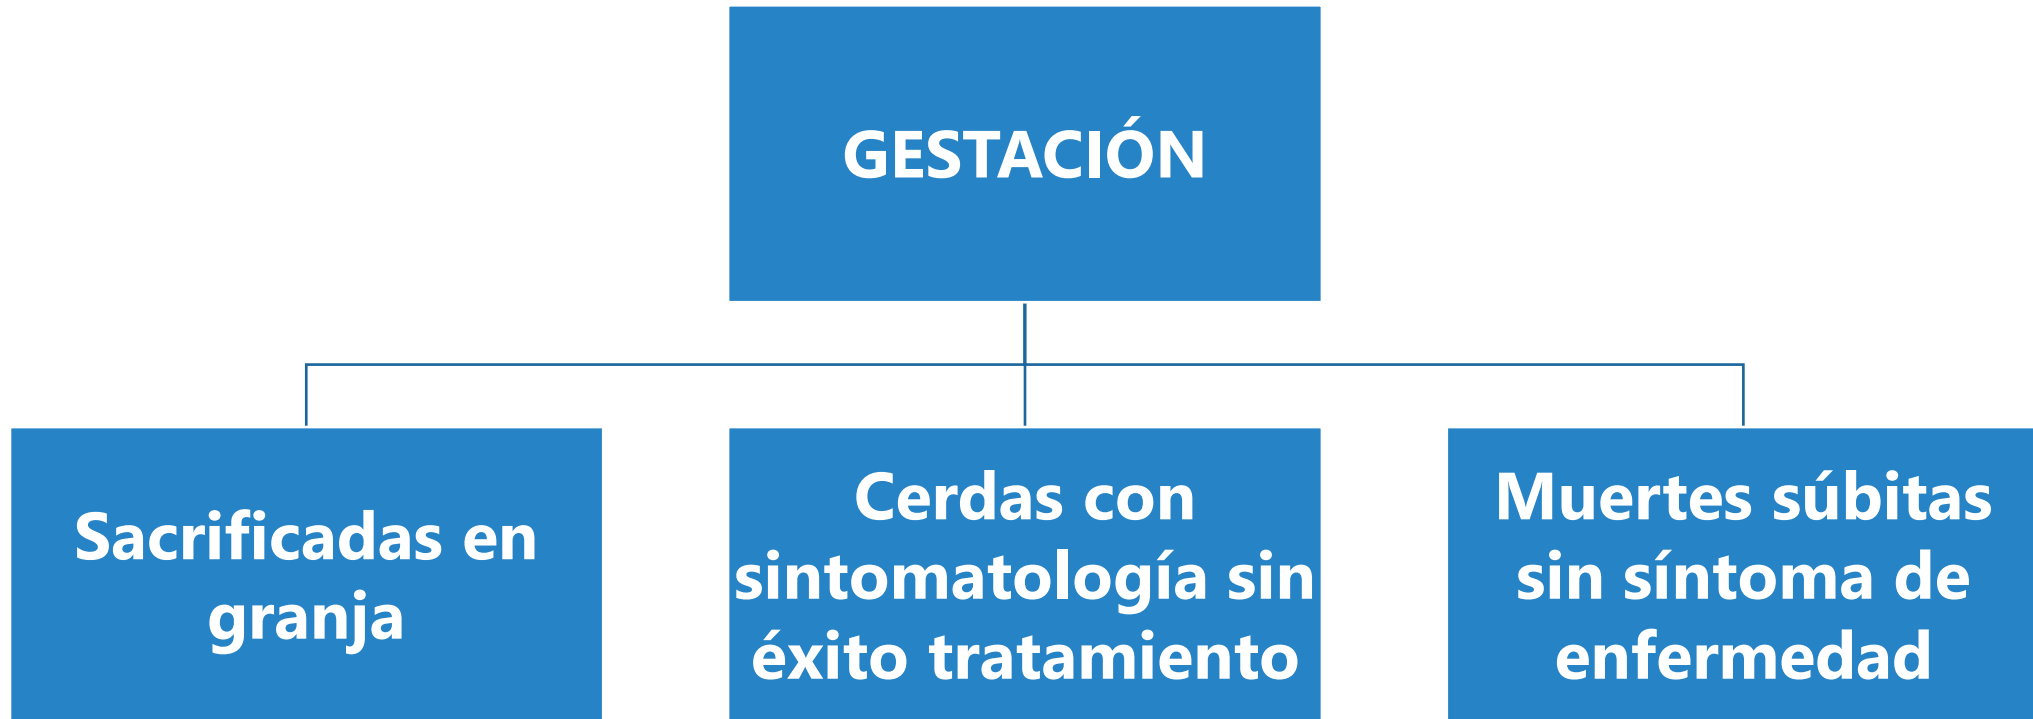 GESTACIÓN
Sacrificadas en
granja
Cerdas con
sintomatología sin
éxito tratamiento
Muertes súbitas
sin síntoma de
enfermedad